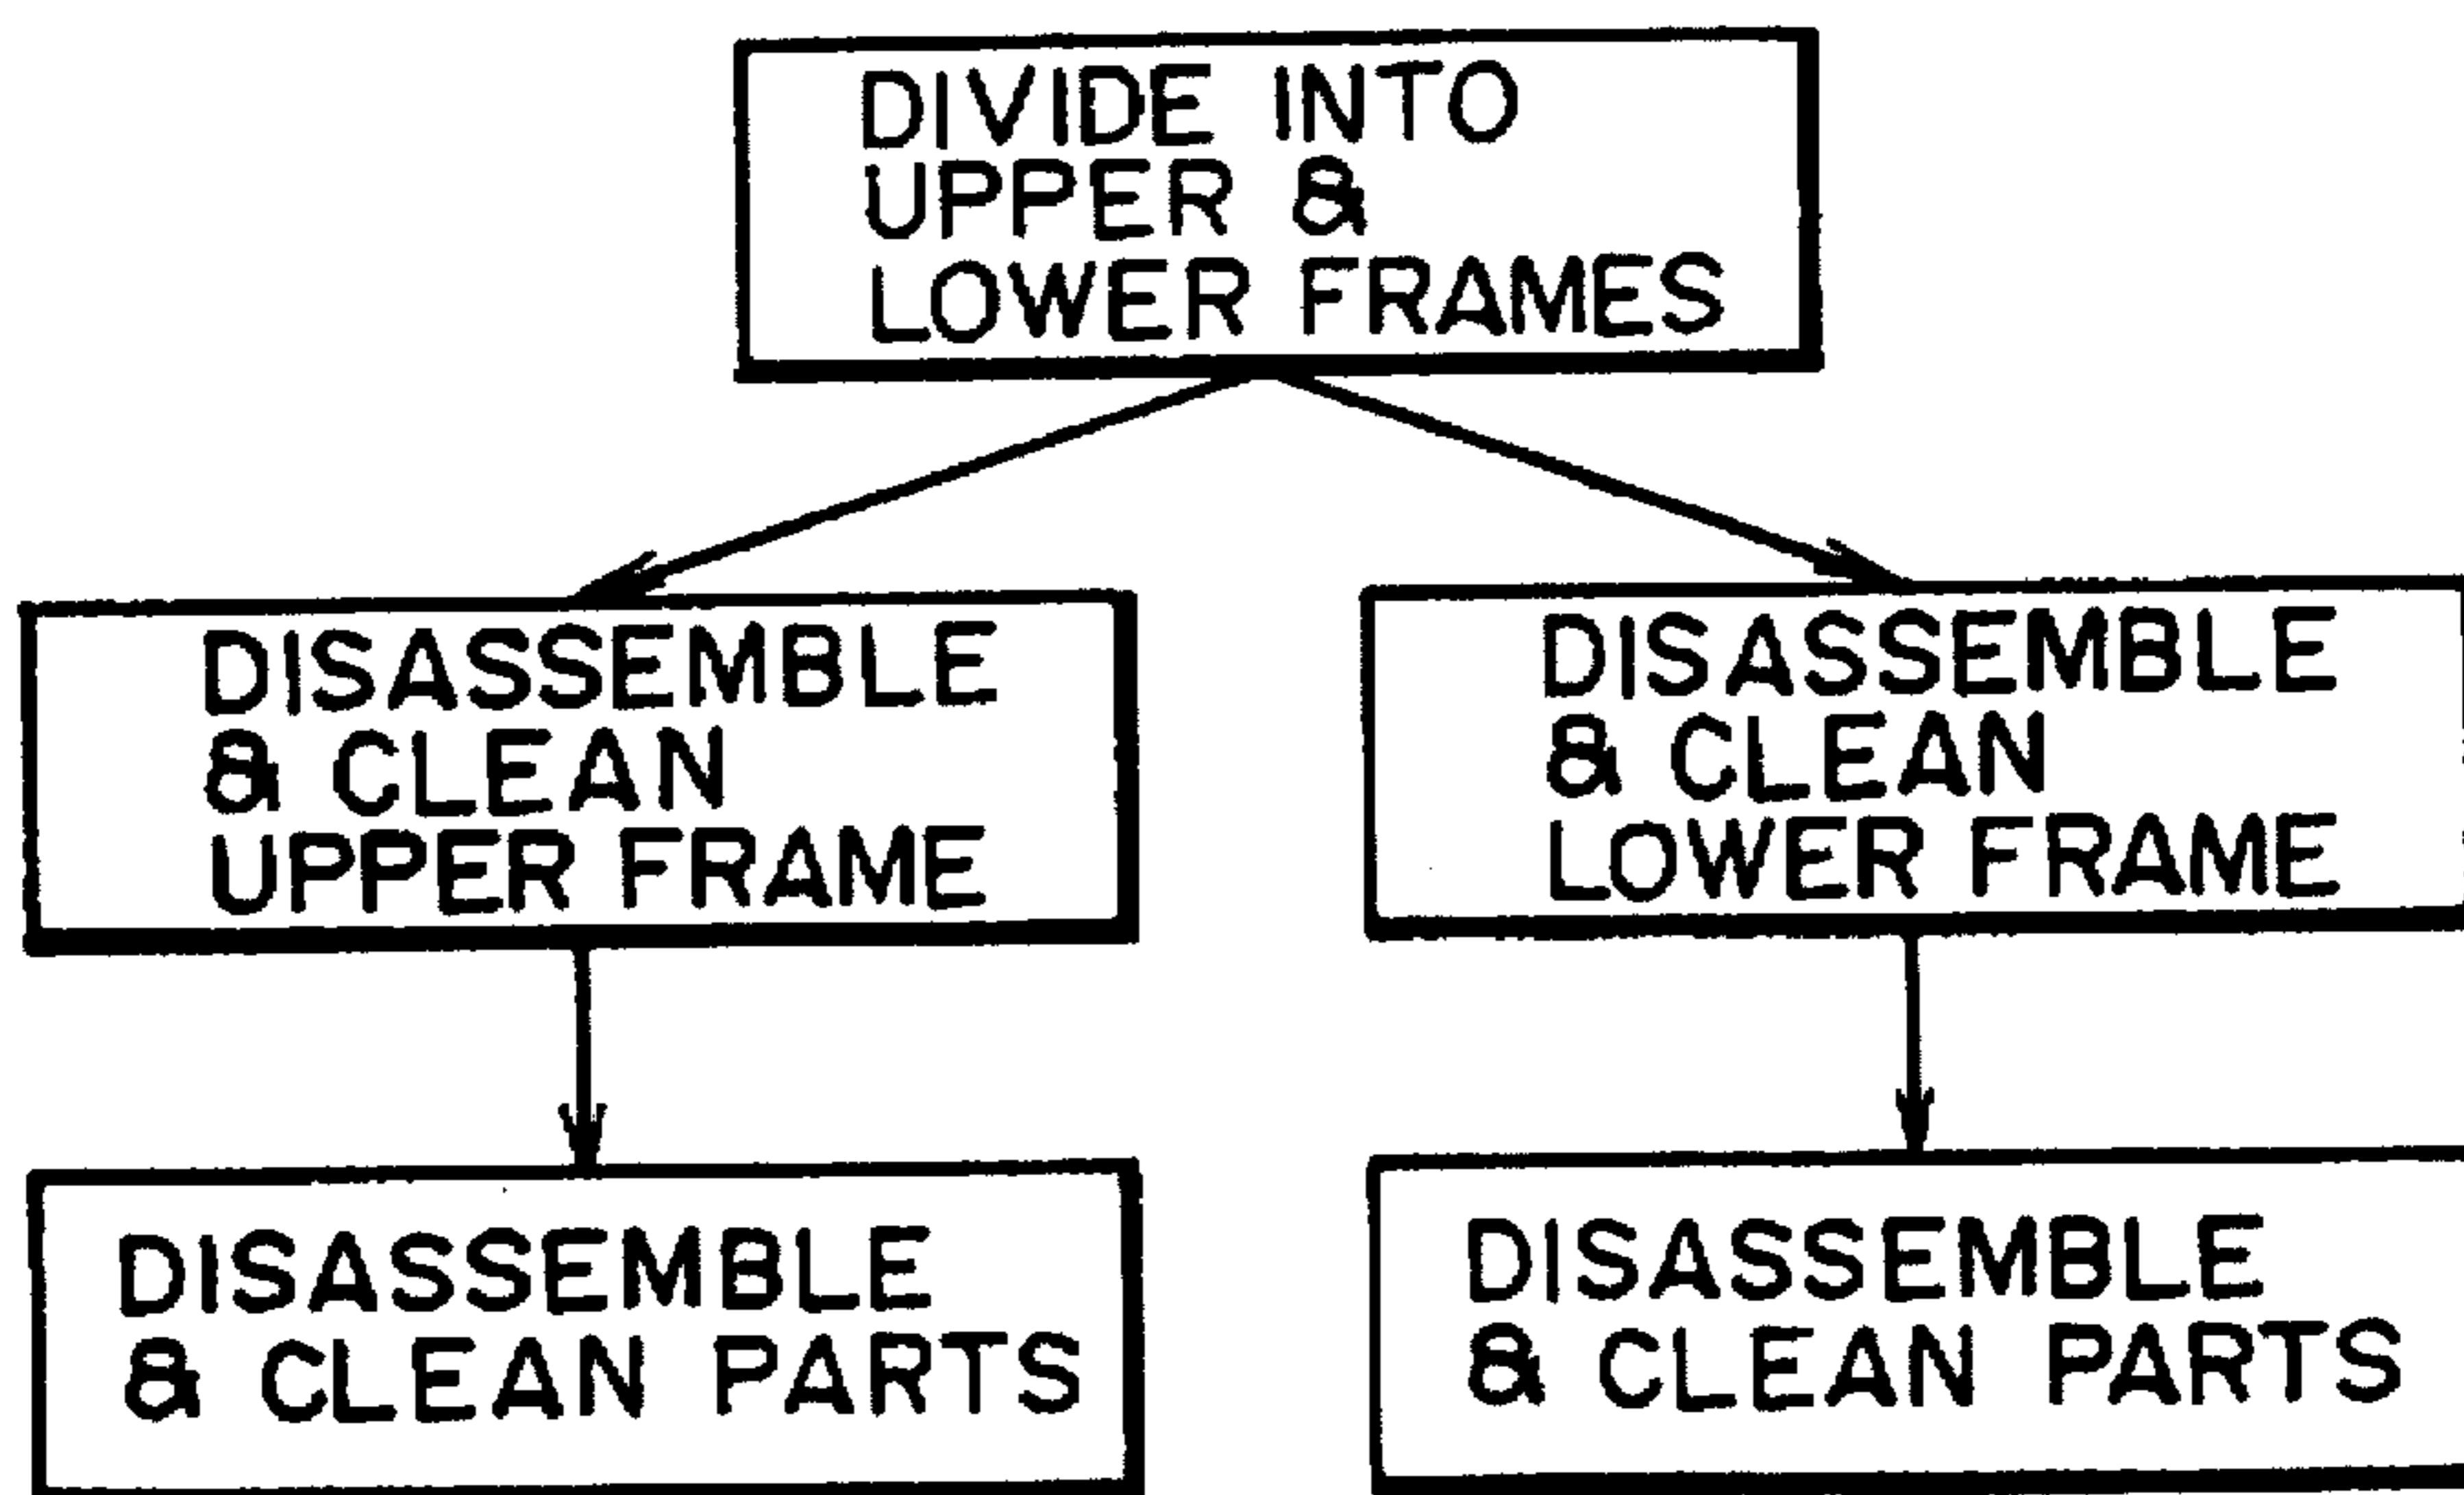 DIVIDE INTO
UPPER &
LOWER FRAMES
DISASSEMBLE
& CLEAN
UPPER FRAME
DISASSEMBLE
& CLEAN
LOWER FRAME
DISASSEMBLE
& CLEAN PARTS
DISASSEMBLE
& CLEAN PARTS